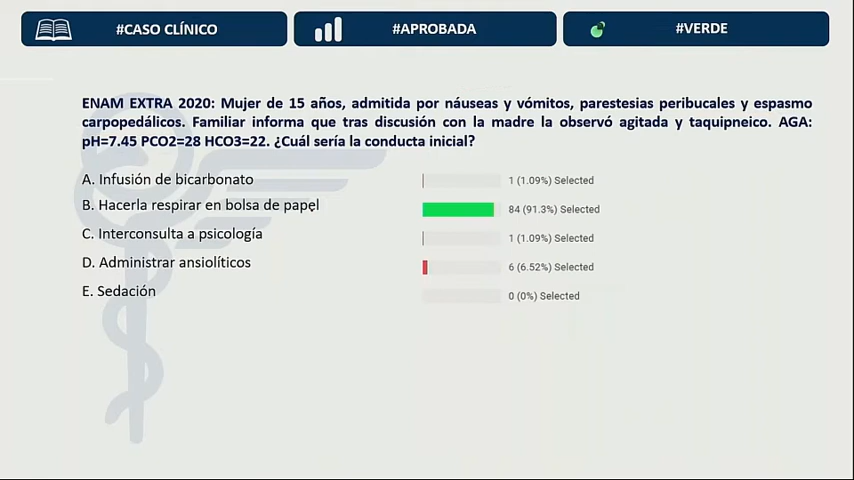 #CASO CLÍNICO
#APROBADA
#VERDE
ENAM EXTRA 2020: Mujer de 15 años, admitida por náuseas y vómitos, parestesias peribucales y espasmo
carpopedálicos. Familiar informa que tras discusión con la madre la observó agitada y taquipneico. AGA:
pH=7.45 PCO2=28 HCO3=22. ¿Cuál sería la conducta inicial?
A. Infusión de bicarbonato
1 (1.09%) Selected
B. Hacerla respirar en bolsa de papel
84 (91.3%) Selected
C. Interconsulta a psicología
1 (1.09%) Selected
D. Administrar ansiolíticos
6 (6.52%) Selected
E. Sedación
0 (0%) Selected